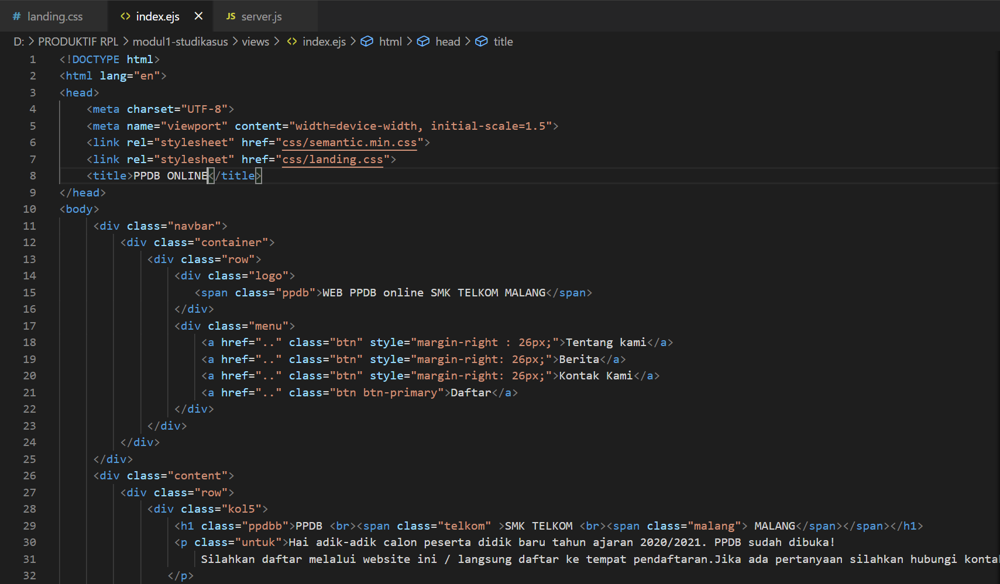 # landing.css <> index.ejs × JS server.js
D: > PRODUKTIF RPL > modul1-studikasus > views > <> index.ejs > html > head > title
1 <!DOCTYPE html>
2 <html lang="en">
3 <head>
4 <meta charset="UTF-8">
5 <meta name="viewport" content="width=device-width, initial-scale=1.5">
6 <link rel="stylesheet" href="css/semantic.min.css">
7 <link rel="stylesheet" href="css/landing.css">
8 <title>PPDB ONLINE</title>
9 </head>
10 <body>
11 <div class="navbar">
12 <div class="container">
13 <div class="row">
14 <div class="logo">
15 <span class="ppdb">WEB PPDB online SMK TELKOM MALANG</span>
16 </div>
17 <div class="menu">
18 <a href=".." class="btn" style="margin-right : 26px;">Tentang kami</a>
19 <a href=".." class="btn" style="margin-right: 26px;">Berita</a>
20 <a href=".." class="btn" style="margin-right: 26px;">Kontak Kami</a>
21 <a href=".." class="btn btn-primary">Daftar</a>
22 </div>
23 </div>
24 </div>
25 </div>
26 <div class="content">
27 <div class="row">
28 <div class="kol5">
29 <h1 class="ppdbb">PPDB <br><span class="telkom" >SMK TELKOM <br><span class="malang"> MALANG</span></span></h1>
30 <p class="untuk">Hai adik-adik calon peserta didik baru tahun ajaran 2020/2021. PPDB sudah dibuka!
31 Silahkan daftar melalui website ini / langsung daftar ke tempat pendaftaran.Jika ada pertanyaan silahkan hubungi
32 </p>